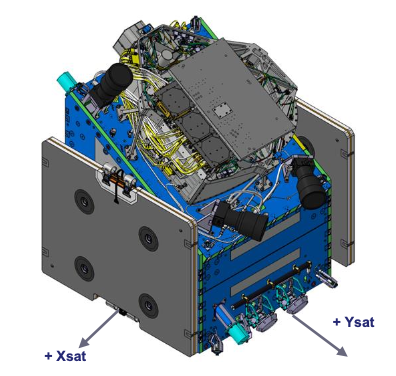 + Ysat
+ Xsat